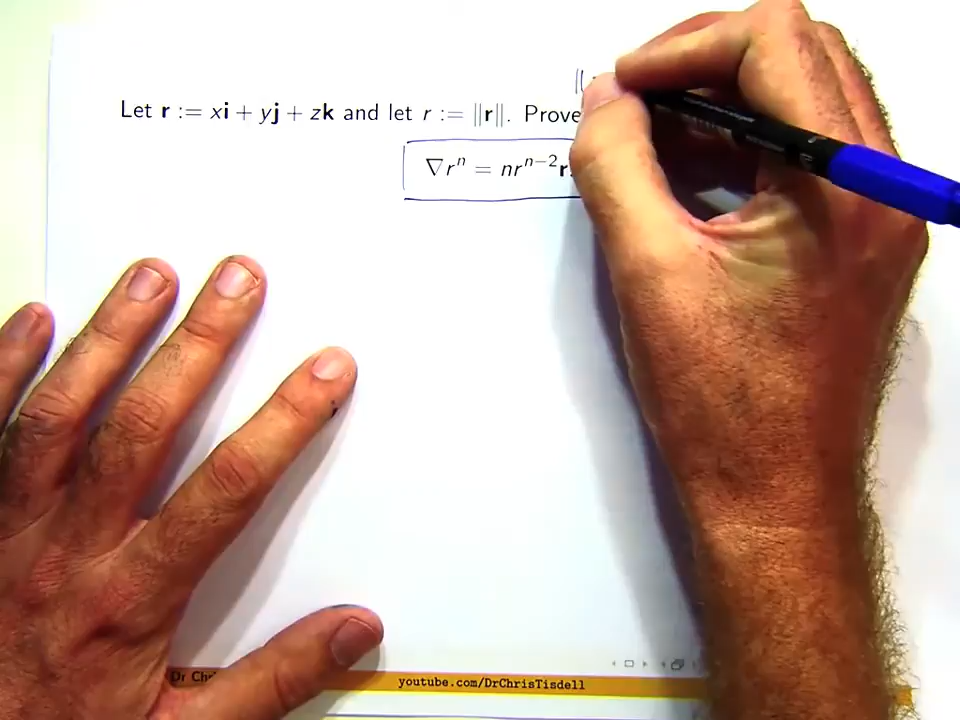 Let r := xi + yj + zk and let r := ‖r‖. Prove
∇rⁿ = nrⁿ⁻²r
youtube.com/DrChrisTisdell